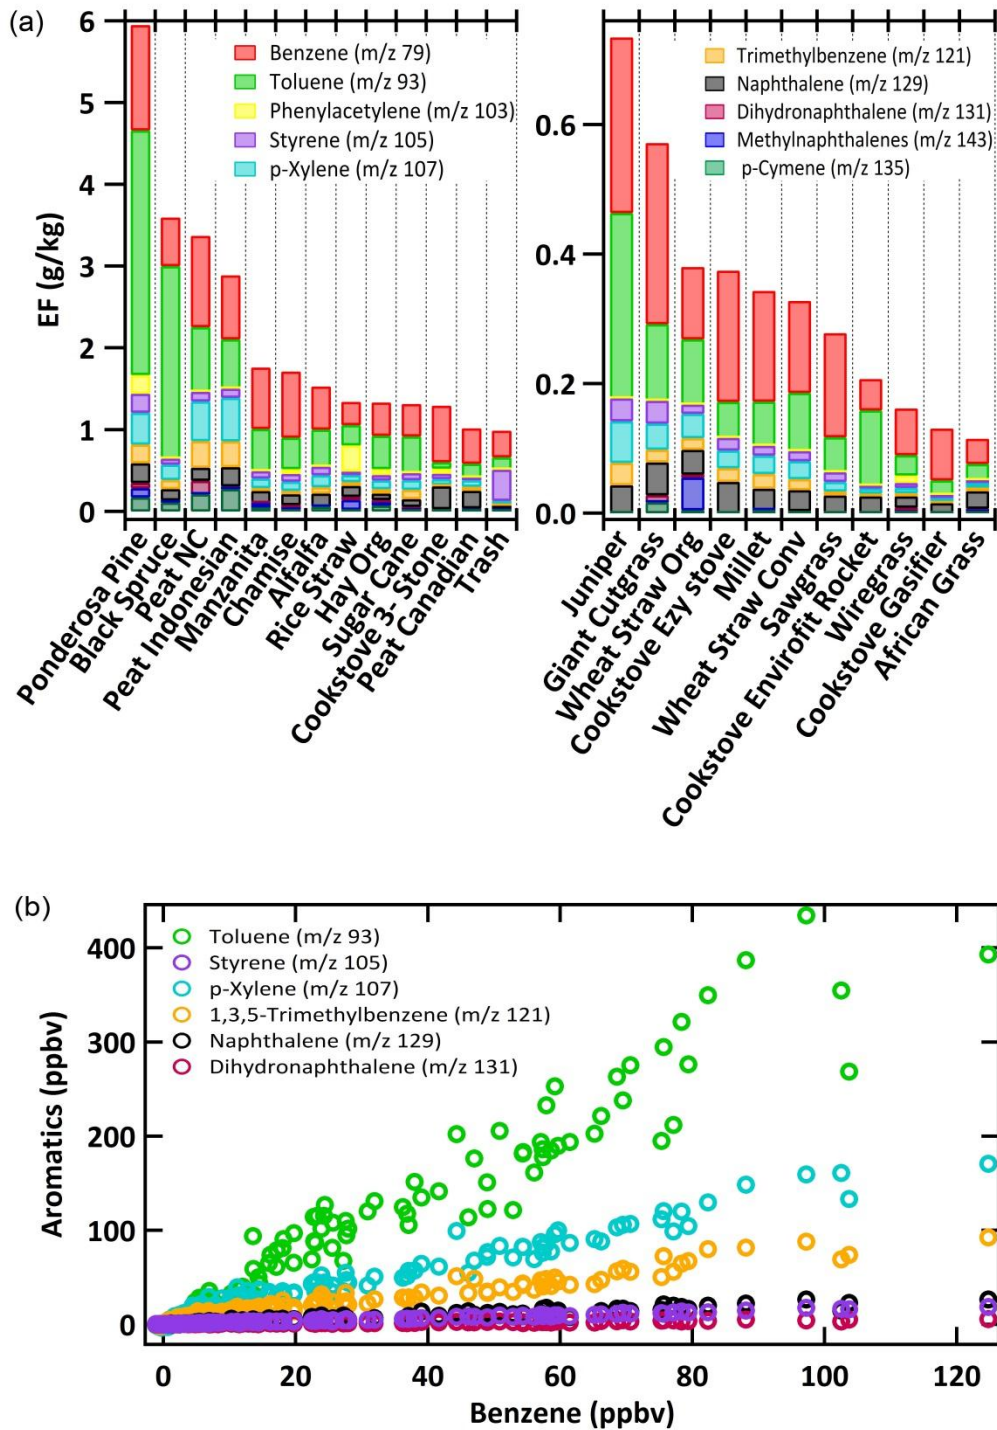 (a)
EF (g/kg)
6
5
4
3
2
1
0
Benzene (m/z 79)
Toluene (m/z 93)
Phenylacetylene (m/z 103)
Styrene (m/z 105)
p-Xylene (m/z 107)
Ponderosa Pine
Black Spruce
Peat NC
Peat Indonesian
Manzanita
Chamise
Alfalfa
Rice Straw
Hay Org
Sugar Cane
Cookstove 3- Stone
Peat Canadian
Trash
0.6
0.4
0.2
0.0
Trimethylbenzene (m/z 121)
Naphthalene (m/z 129)
Dihydronaphthalene (m/z 131)
Methylnaphthalenes (m/z 143)
p-Cymene (m/z 135)
Juniper
Giant Cutgrass
Wheat Straw Org
Cookstove Ezy stove
Millet
Wheat Straw Conv
Sawgrass
Cookstove Envirofit Rocket
Wiregrass
Cookstove Gasifier
African Grass
(b)
Aromatics (ppbv)
400
300
200
100
0
Toluene (m/z 93)
Styrene (m/z 105)
p-Xylene (m/z 107)
1,3,5-Trimethylbenzene (m/z 121)
Naphthalene (m/z 129)
Dihydronaphthalene (m/z 131)
0 20 40 60 80 100 120
Benzene (ppbv)